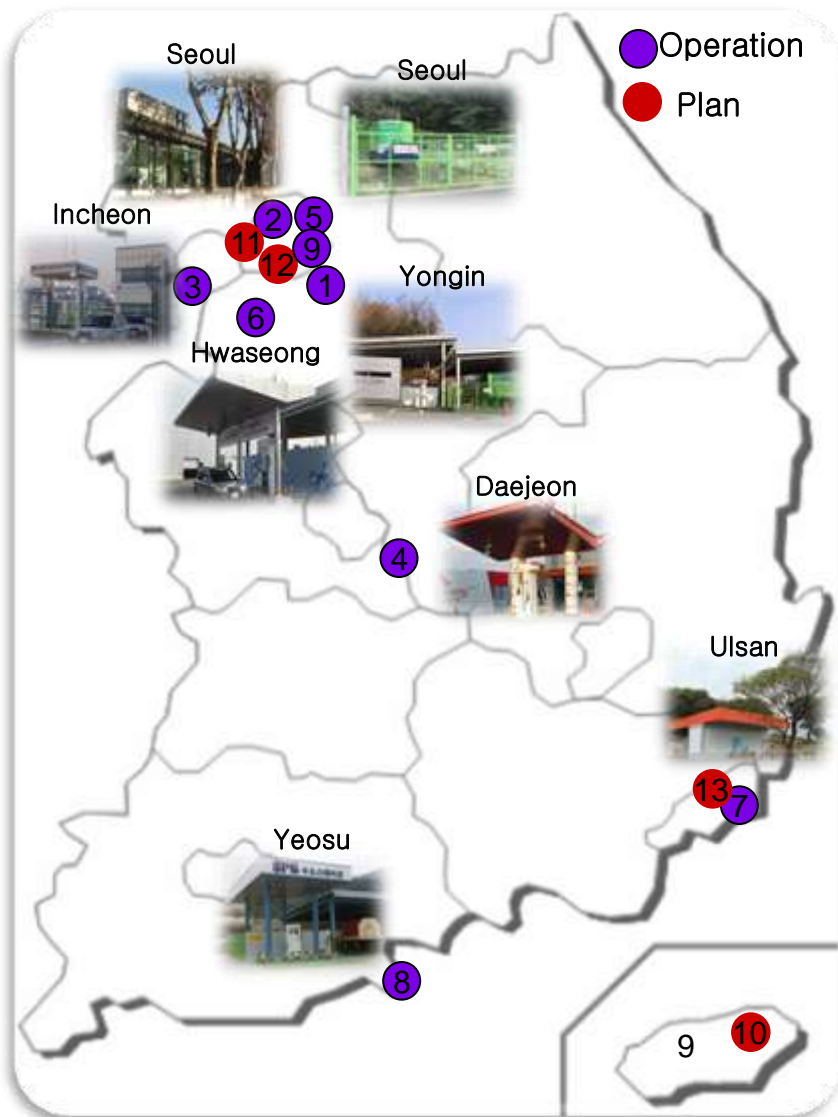 Seoul
Seoul
Operation
Plan
Incheon
2
5
11
9
12
3
1
Yongin
6
Hwaseong
Daejeon
4
Ulsan
13
7
Yeosu
8
9
10